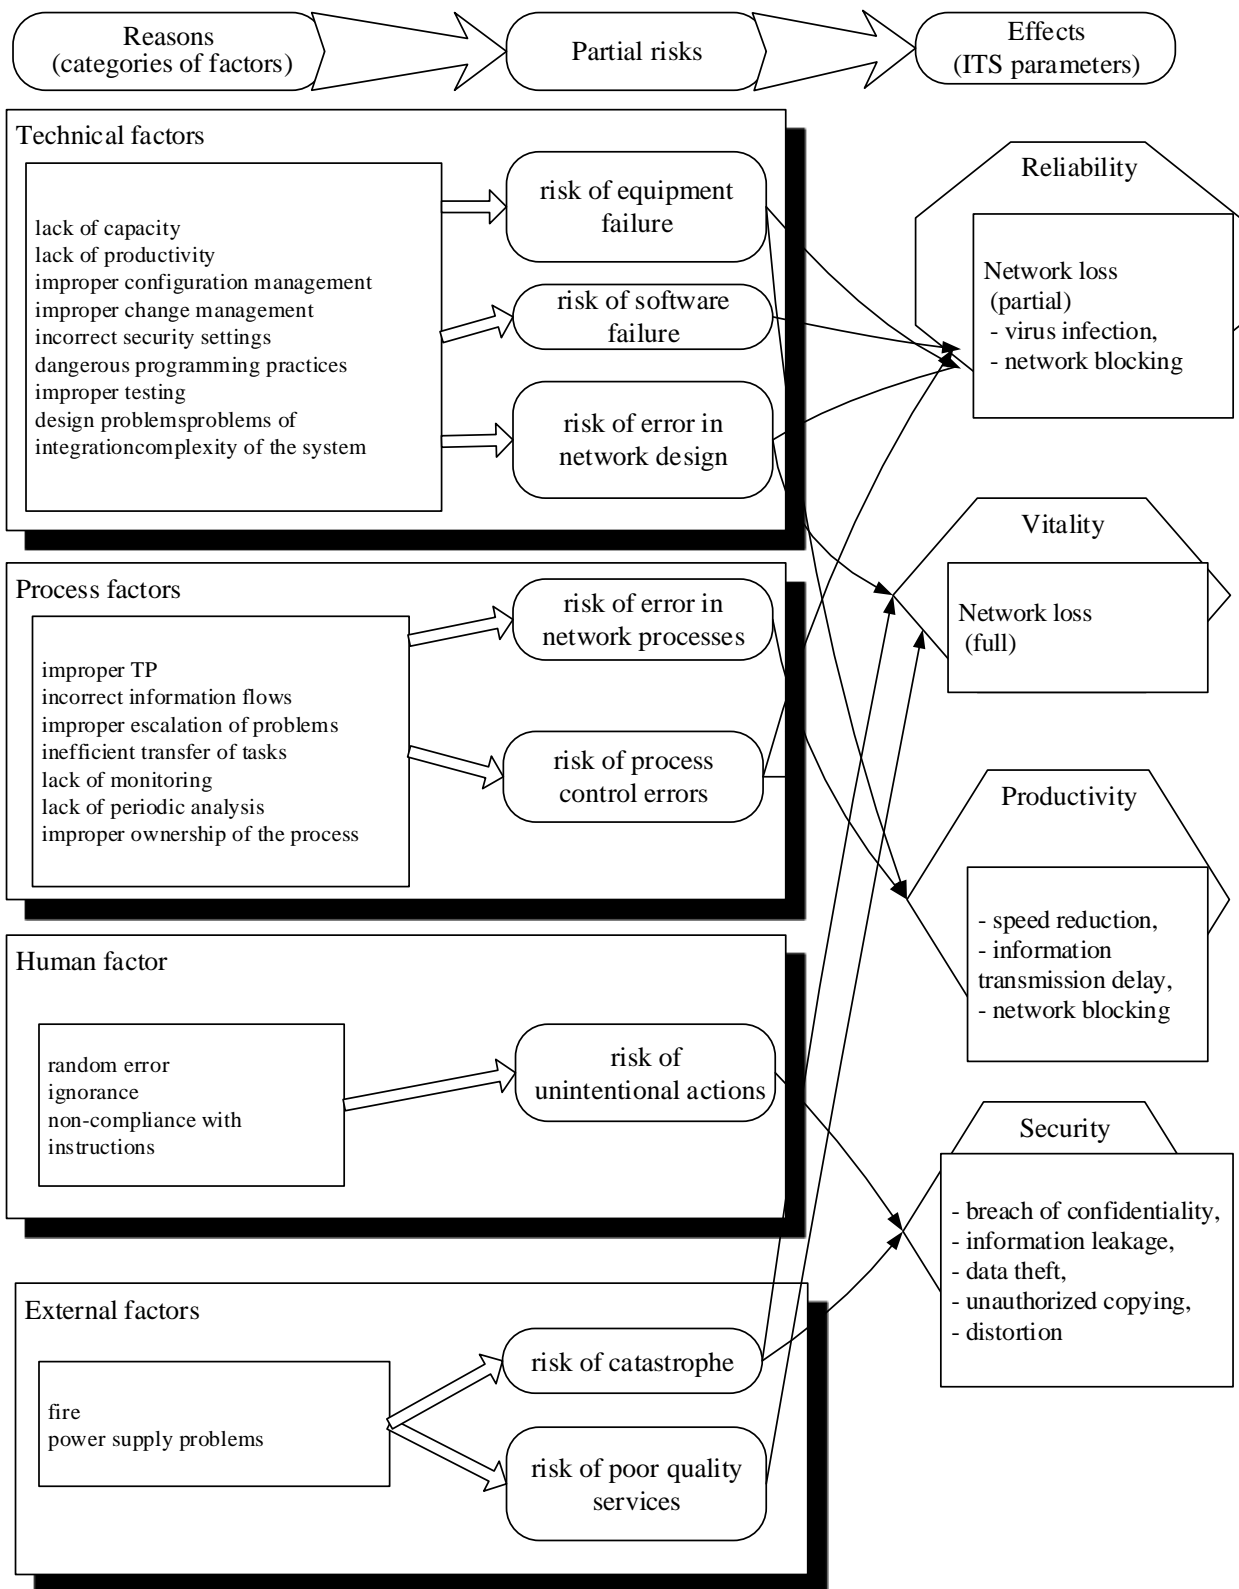 Reasons
(categories of factors)
Partial risks
Effects
(ITS parameters)
Technical factors
lack of capacity
lack of productivity
improper configuration management
improper change management
incorrect security settings
dangerous programming practices
improper testing
design problemsproblems of
integrationcomplexity of the system
risk of equipment
failure
risk of software
failure
risk of error in
network design
Process factors
improper TP
incorrect information flows
improper escalation of problems
inefficient transfer of tasks
lack of monitoring
lack of periodic analysis
improper ownership of the process
risk of error in
network processes
risk of process
control errors
Human factor
random error
ignorance
non-compliance with
instructions
risk of
unintentional actions
External factors
fire
power supply problems
risk of catastrophe
risk of poor quality
services
Reliability
Network loss
(partial)
- virus infection,
- network blocking
Vitality
Network loss
(full)
Productivity
- speed reduction,
- information
transmission delay,
- network blocking
Security
- breach of confidentiality,
- information leakage,
- data theft,
- unauthorized copying,
- distortion